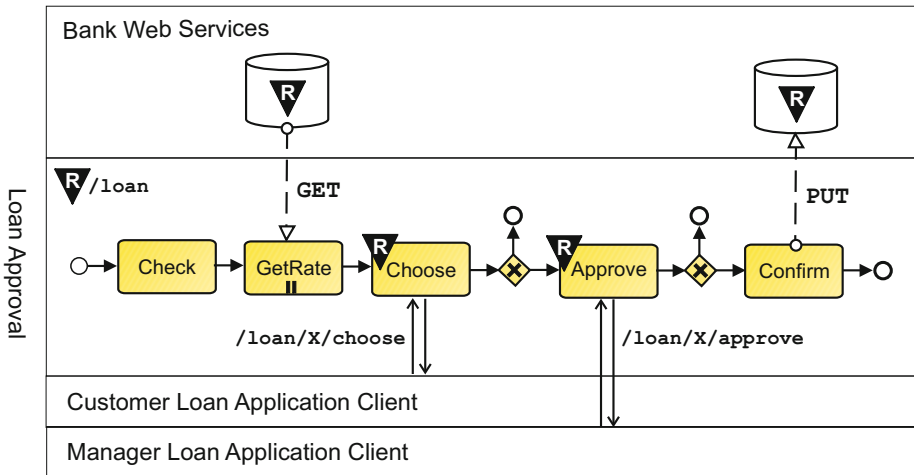 Bank Web Services
R
R
R/loan
GET
PUT
Loan Approval
R
R
Check
GetRate
Choose
Approve
Confirm
/loan/X/choose
/loan/X/approve
Customer Loan Application Client
Manager Loan Application Client